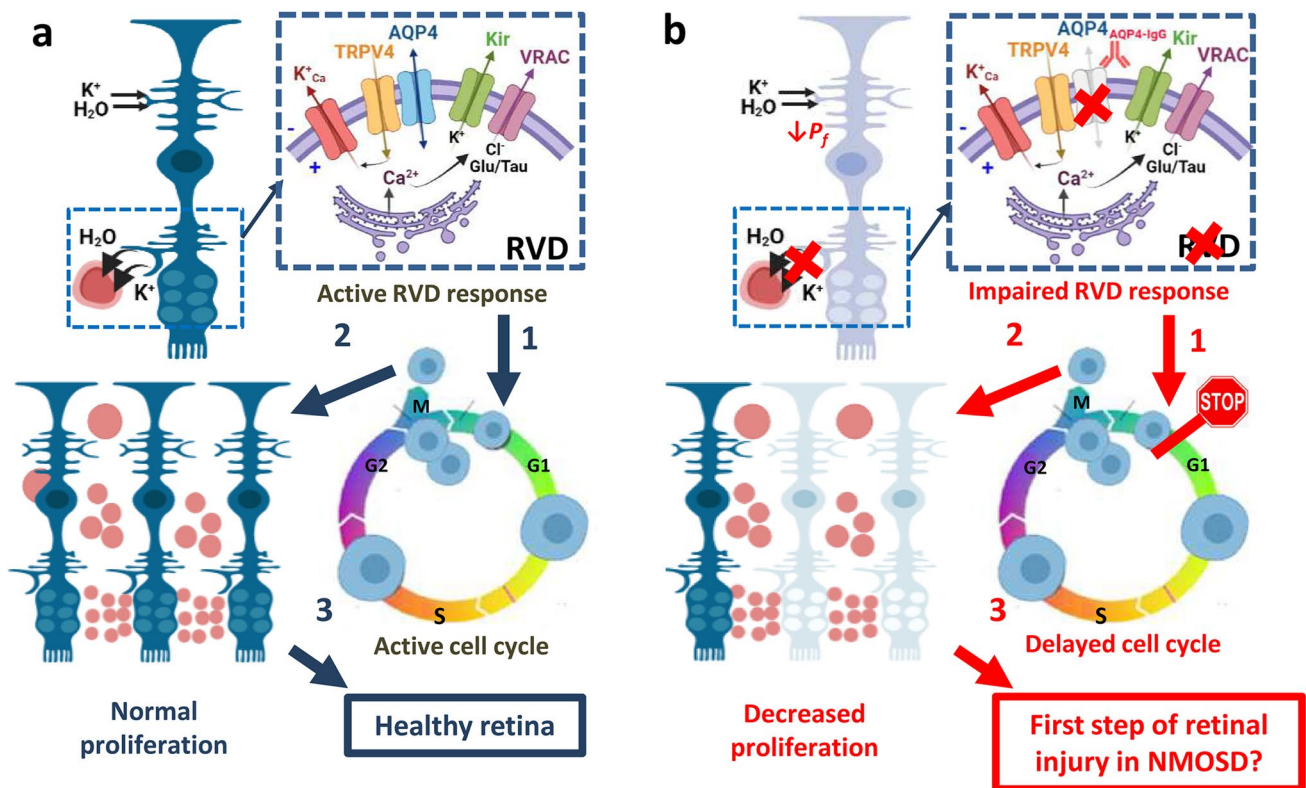 a
K⁺
H₂O
H₂O
K⁺
K⁺Ca
TRPV4
AQP4
Kir
VRAC
-
+
K⁺
Cl⁻
Glu/Tau
Ca²⁺
RVD
Active RVD response
2
1
M
G2
G1
S
3
Active cell cycle
Normal
proliferation
Healthy retina
b
K⁺
H₂O
↓Pf
H₂O
K⁺
K⁺Ca
TRPV4
AQP4
AQP4-IgG
Kir
VRAC
-
+
K⁺
Cl⁻
Glu/Tau
Ca²⁺
RVD
Impaired RVD response
2
1
STOP
M
G2
G1
S
3
Delayed cell cycle
Decreased
proliferation
First step of retinal
injury in NMOSD?